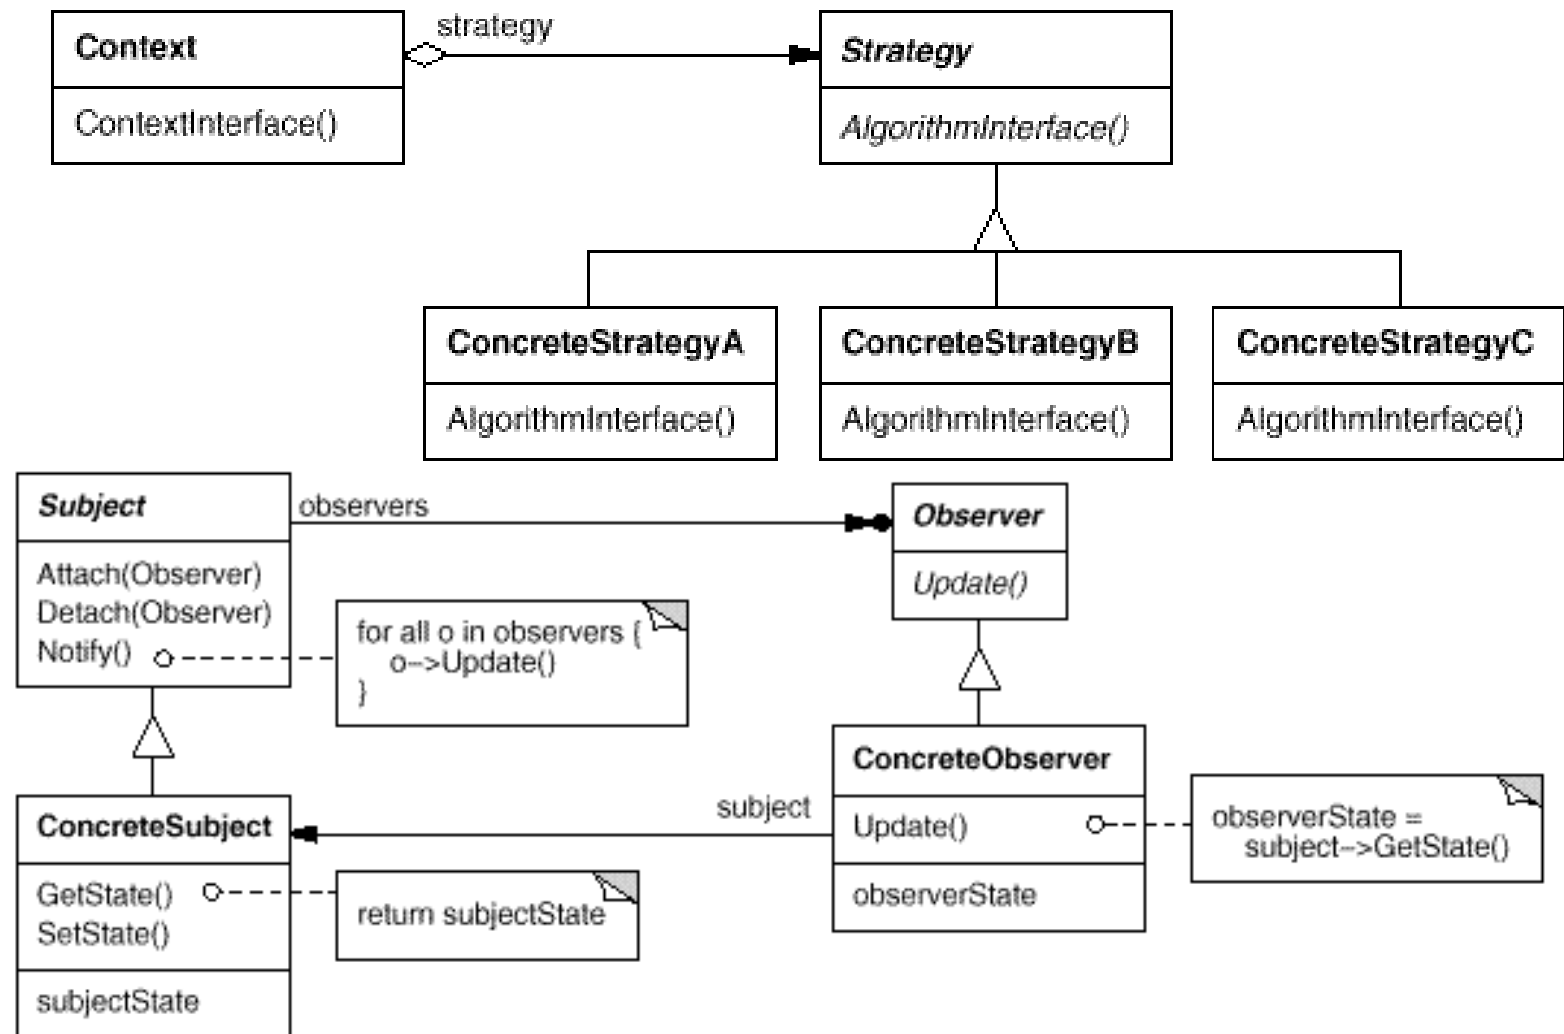 strategy
Context
ContextInterface()
Strategy
AlgorithmInterface()
ConcreteStrategyA
AlgorithmInterface()
ConcreteStrategyB
AlgorithmInterface()
ConcreteStrategyC
AlgorithmInterface()
Subject
Attach(Observer)
Detach(Observer)
Notify()
observers
Observer
Update()
for all o in observers {
o->Update()
}
ConcreteSubject
GetState()
SetState()
subjectState
return subjectState
subject
ConcreteObserver
Update()
observerState
observerState =
subject->GetState()